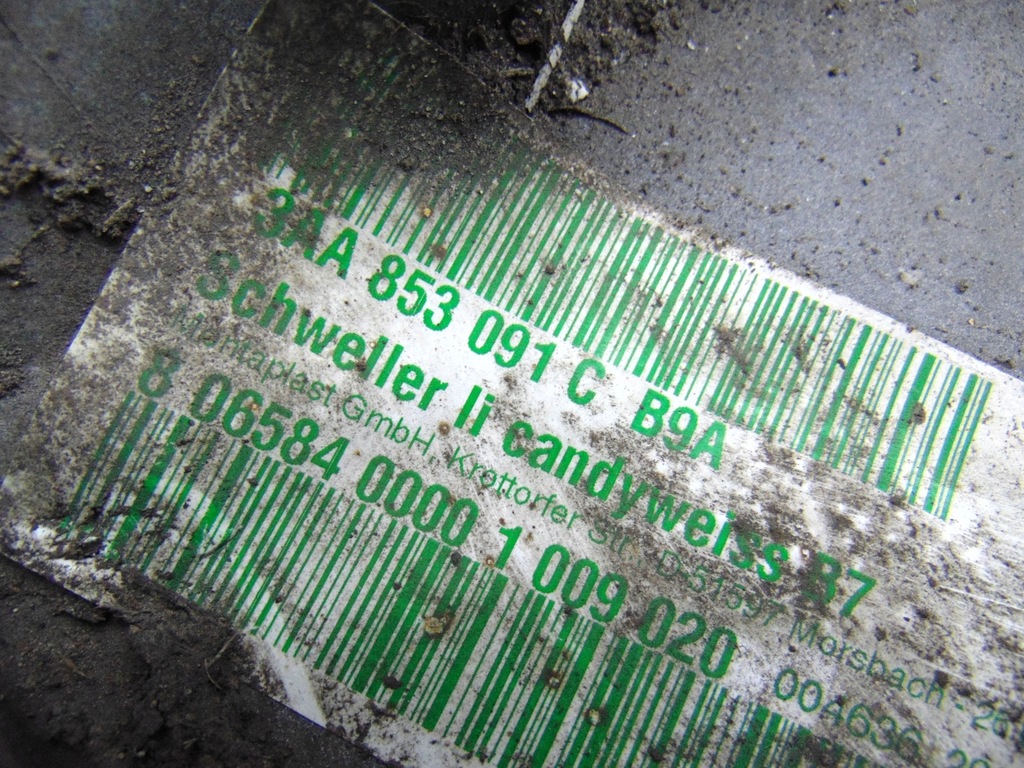 3AA 853 091 C B9A
Schweller li candyweiss B7
Montaplast GmbH, Krottorfer Str., D-51597 Morsbach - 26
8 06584 0000 1 009 020 004636